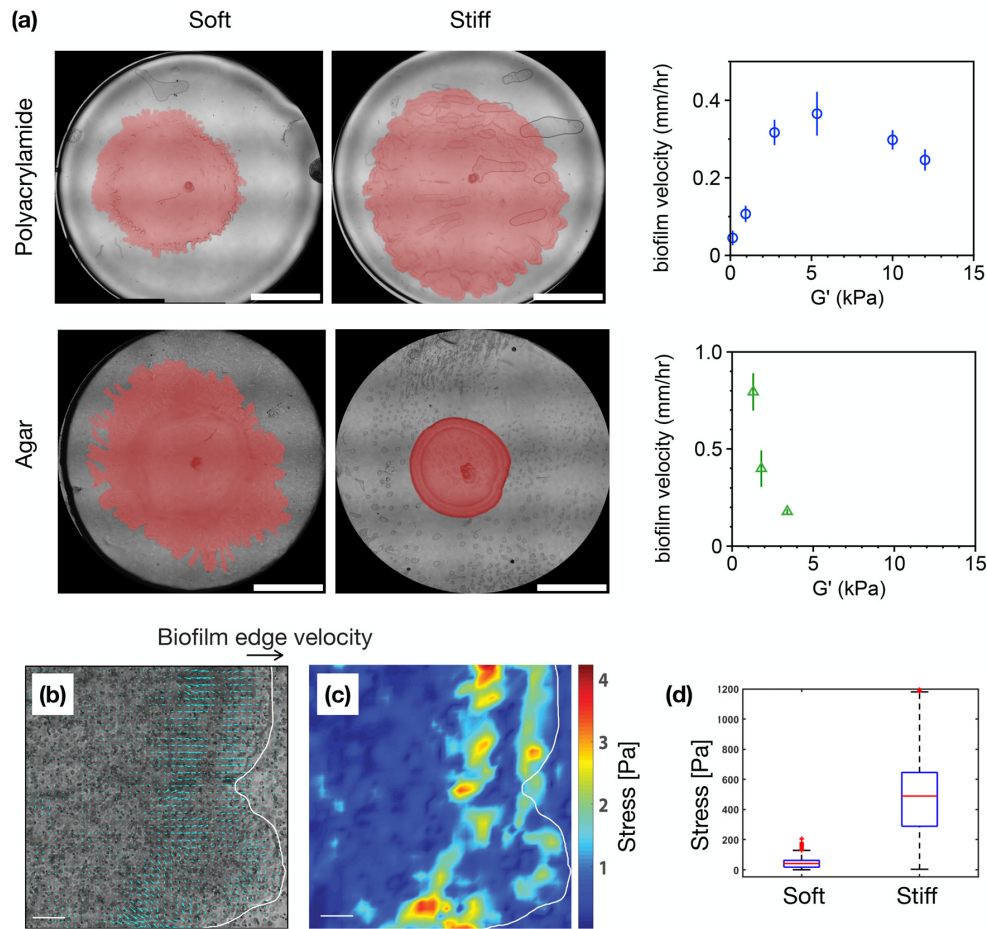 (a)
Soft
Stiff
Polyacrylamide
biofilm velocity (mm/hr)
0.4
0.2
0
0
5
10
15
G' (kPa)
Agar
biofilm velocity (mm/hr)
1.0
0.5
0
0
5
10
15
G' (kPa)
Biofilm edge velocity
(b)
(c)
4
3
2
1
Stress [Pa]
(d)
Stress [Pa]
1200
1000
800
600
400
200
0
Soft
Stiff